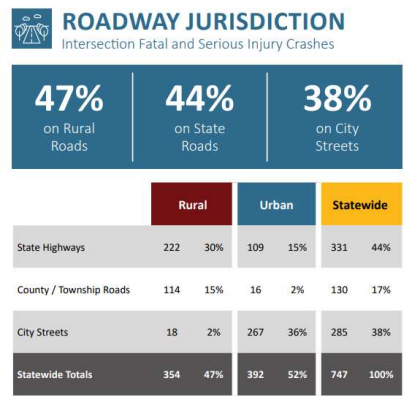 ROADWAY JURISDICTION
Intersection Fatal and Serious Injury Crashes
47% 44% 38%
on Rural on State on City
Roads Roads Streets
Rural Urban Statewide
State Highways 222 30% 109 15% 331 44%
County / Township Roads 114 15% 16 2% 130 17%
City Streets 18 2% 267 36% 285 38%
Statewide Totals 354 47% 392 52% 747 100%